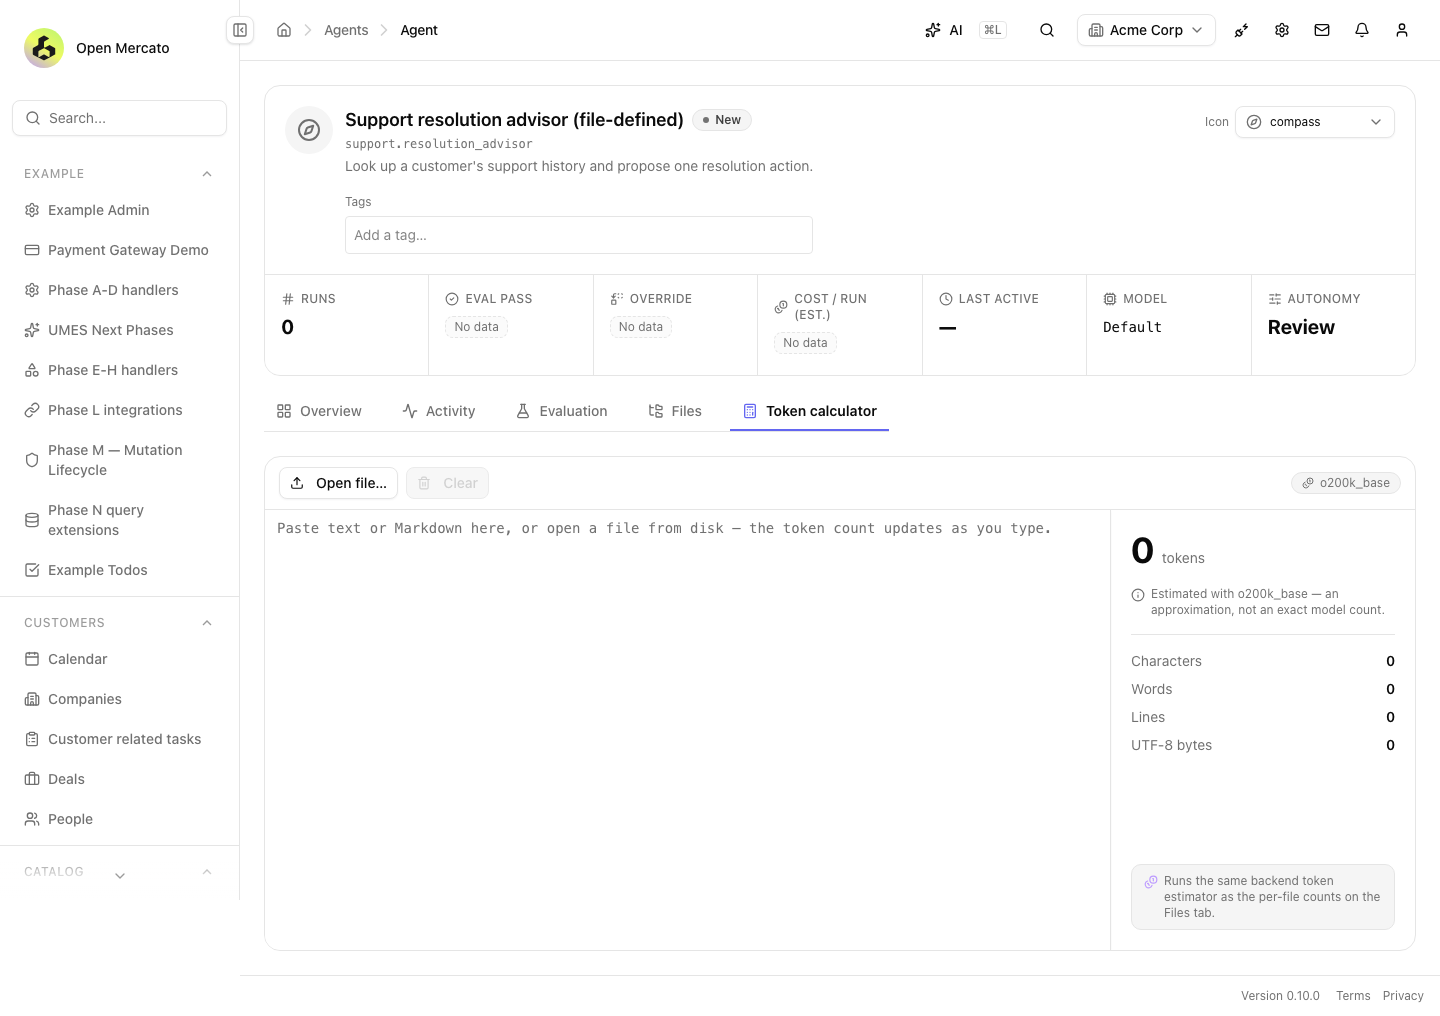 Open Mercato
Search...
EXAMPLE
Example Admin
Payment Gateway Demo
Phase A-D handlers
UMES Next Phases
Phase E-H handlers
Phase L integrations
Phase M — Mutation
Lifecycle
Phase N query
extensions
Example Todos
CUSTOMERS
Calendar
Companies
Customer related tasks
Deals
People
CATALOG
Agents
Agent
AI ⌘L
Acme Corp
Support resolution advisor (file-defined)
New
support.resolution_advisor
Look up a customer's support history and propose one resolution action.
Icon
compass
Tags
Add a tag...
RUNS
0
EVAL PASS
No data
OVERRIDE
No data
COST / RUN
(EST.)
No data
LAST ACTIVE
—
MODEL
Default
AUTONOMY
Review
Overview
Activity
Evaluation
Files
Token calculator
Open file...
Clear
o200k_base
Paste text or Markdown here, or open a file from disk — the token count updates as you type.
0 tokens
Estimated with o200k_base — an
approximation, not an exact model count.
Characters 0
Words 0
Lines 0
UTF-8 bytes 0
Runs the same backend token
estimator as the per-file counts on the
Files tab.
Version 0.10.0
Terms
Privacy